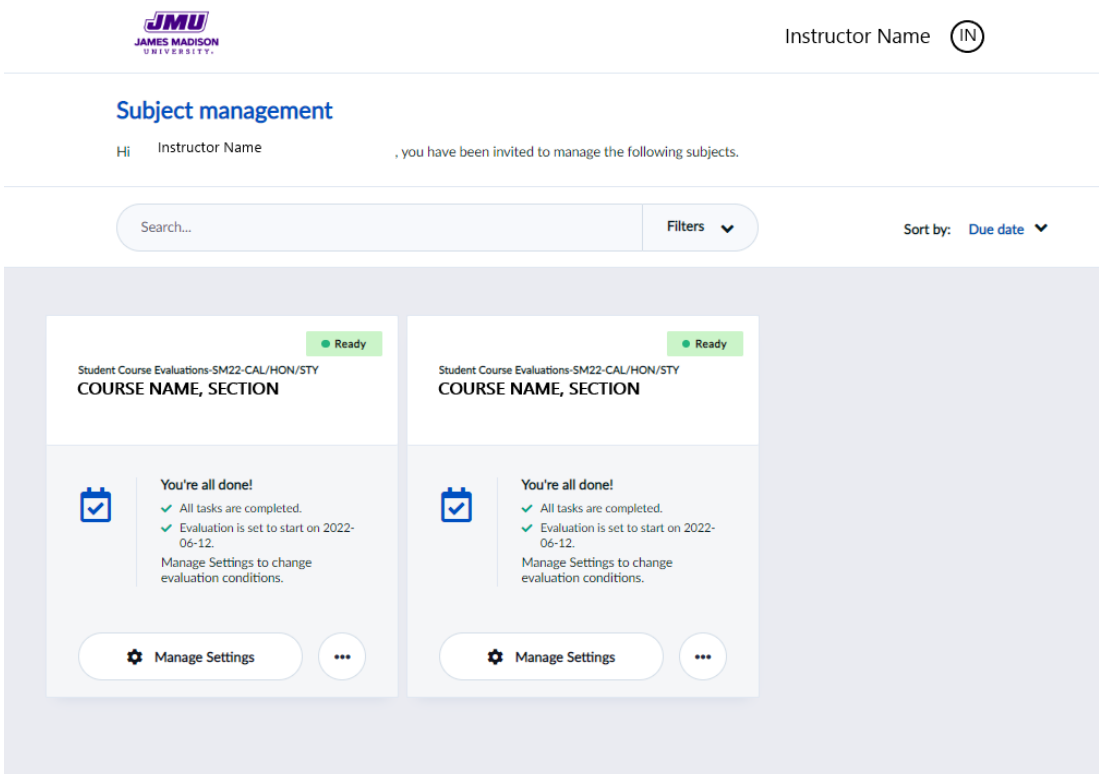 JMU
JAMES MADISON
UNIVERSITY.
Instructor Name IN
Subject management
Hi Instructor Name , you have been invited to manage the following subjects.
Search... Filters
Sort by: Due date
Ready
Student Course Evaluations-SM22-CAL/HON/STY
COURSE NAME, SECTION
You're all done!
All tasks are completed.
Evaluation is set to start on 2022-
06-12.
Manage Settings to change
evaluation conditions.
Manage Settings
Ready
Student Course Evaluations-SM22-CAL/HON/STY
COURSE NAME, SECTION
You're all done!
All tasks are completed.
Evaluation is set to start on 2022-
06-12.
Manage Settings to change
evaluation conditions.
Manage Settings